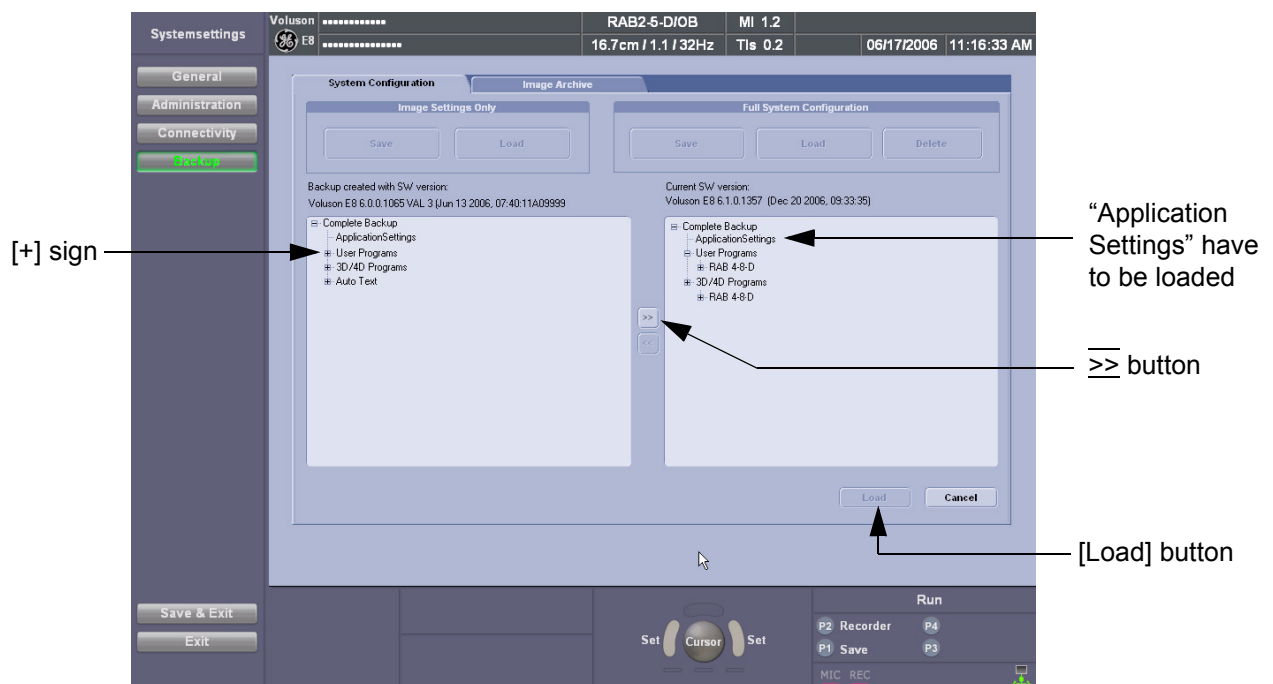 Systemsettings
Voluson
E8
RAB2-5-D/OB
MI 1.2
16.7cm / 1.1 / 32Hz
TIs 0.2
06/17/2006
11:16:33 AM
General
Administration
Connectivity
Backup
System Configuration
Image Archive
Image Settings Only
Full System Configuration
Save
Load
Save
Load
Delete
Backup created with SW version:
Voluson E8 6.0.0.1065 VAL 3 (Jun 13 2006, 07:40:11A09999
Current SW version:
Voluson E8 6.1.0.1357 (Dec 20 2006, 09:33:35)
Complete Backup
ApplicationSettings
User Programs
3D/4D Programs
Auto Text
Complete Backup
ApplicationSettings
User Programs
RAB 4-8-D
3D/4D Programs
RAB 4-8-D
>>
<<
Load
Cancel
[+] sign
“Application
Settings” have
to be loaded
>> button
[Load] button
Save & Exit
Exit
Set
Cursor
Set
Run
P2 Recorder
P4
P1 Save
P3
MIC REC